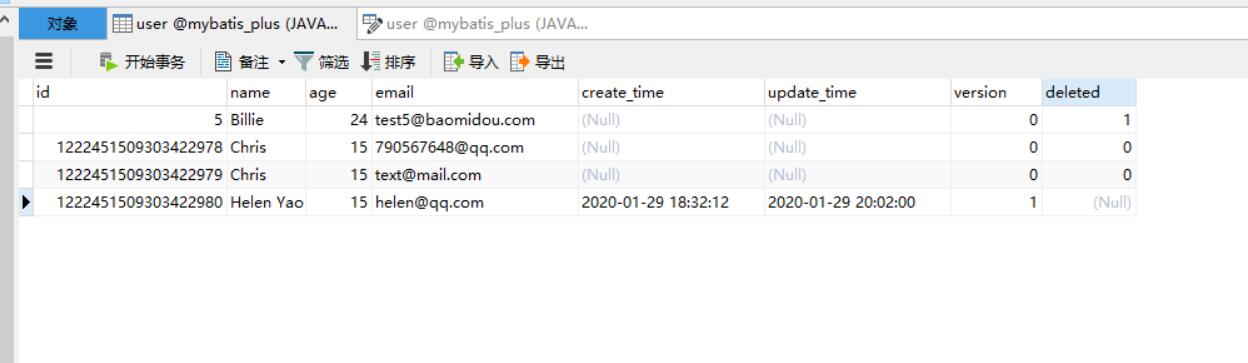 对象 user @mybatis_plus (JAVA... user @mybatis_plus (JAVA...
开始事务 备注 筛选 排序 导入 导出
id name age email create_time update_time version deleted
5 Billie 24 test5@baomidou.com (Null) (Null) 0 1
1222451509303422978 Chris 15 790567648@qq.com (Null) (Null) 0 0
1222451509303422979 Chris 15 text@mail.com (Null) (Null) 0 0
1222451509303422980 Helen Yao 15 helen@qq.com 2020-01-29 18:32:12 2020-01-29 20:02:00 1 (Null)